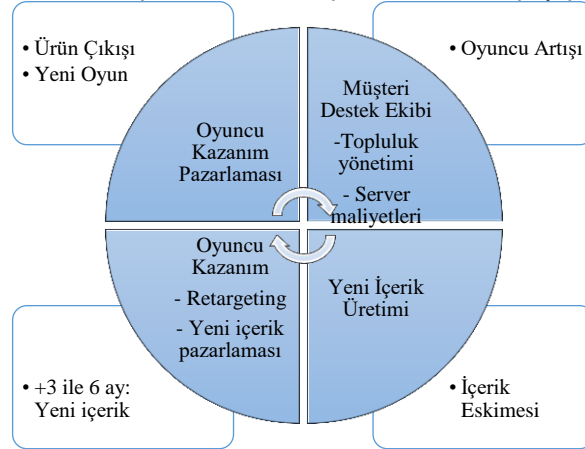 • Ürün Çıkışı
• Yeni Oyun
• Oyuncu Artışı
Oyuncu
Kazanım
Pazarlaması
Müşteri
Destek Ekibi
-Topluluk
yönetimi
- Server
maliyetleri
Oyuncu
Kazanım
- Retargeting
- Yeni içerik
pazarlaması
Yeni İçerik
Üretimi
• +3 ile 6 ay:
Yeni içerik
• İçerik
Eskimesi